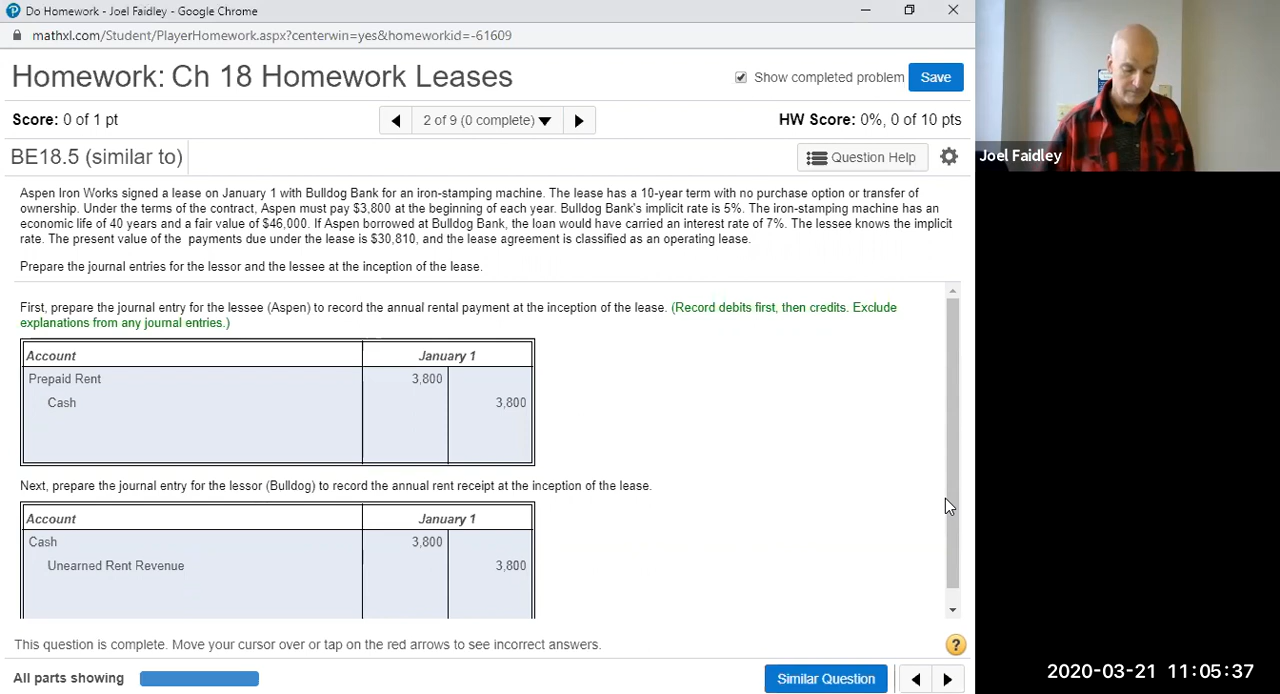 Do Homework - Joel Faidley - Google Chrome
mathxl.com/Student/PlayerHomework.aspx?centerwin=yes&homeworkid=-61609
Homework: Ch 18 Homework Leases
Show completed problem
Save
Score: 0 of 1 pt
2 of 9 (0 complete)
HW Score: 0%, 0 of 10 pts
BE18.5 (similar to)
Question Help
Joel Faidley
Aspen Iron Works signed a lease on January 1 with Bulldog Bank for an iron-stamping machine. The lease has a 10-year term with no purchase option or transfer of
ownership. Under the terms of the contract, Aspen must pay $3,800 at the beginning of each year. Bulldog Bank's implicit rate is 5%. The iron-stamping machine has an
economic life of 40 years and a fair value of $46,000. If Aspen borrowed at Bulldog Bank, the loan would have carried an interest rate of 7%. The lessee knows the implicit
rate. The present value of the payments due under the lease is $30,810, and the lease agreement is classified as an operating lease.
Prepare the journal entries for the lessor and the lessee at the inception of the lease.
First, prepare the journal entry for the lessee (Aspen) to record the annual rental payment at the inception of the lease. (Record debits first, then credits. Exclude
explanations from any journal entries.)
Account January 1
Prepaid Rent 3,800
Cash 3,800
Next, prepare the journal entry for the lessor (Bulldog) to record the annual rent receipt at the inception of the lease.
Account January 1
Cash 3,800
Unearned Rent Revenue 3,800
This question is complete. Move your cursor over or tap on the red arrows to see incorrect answers.
?
All parts showing
Similar Question
2020-03-21 11:05:37